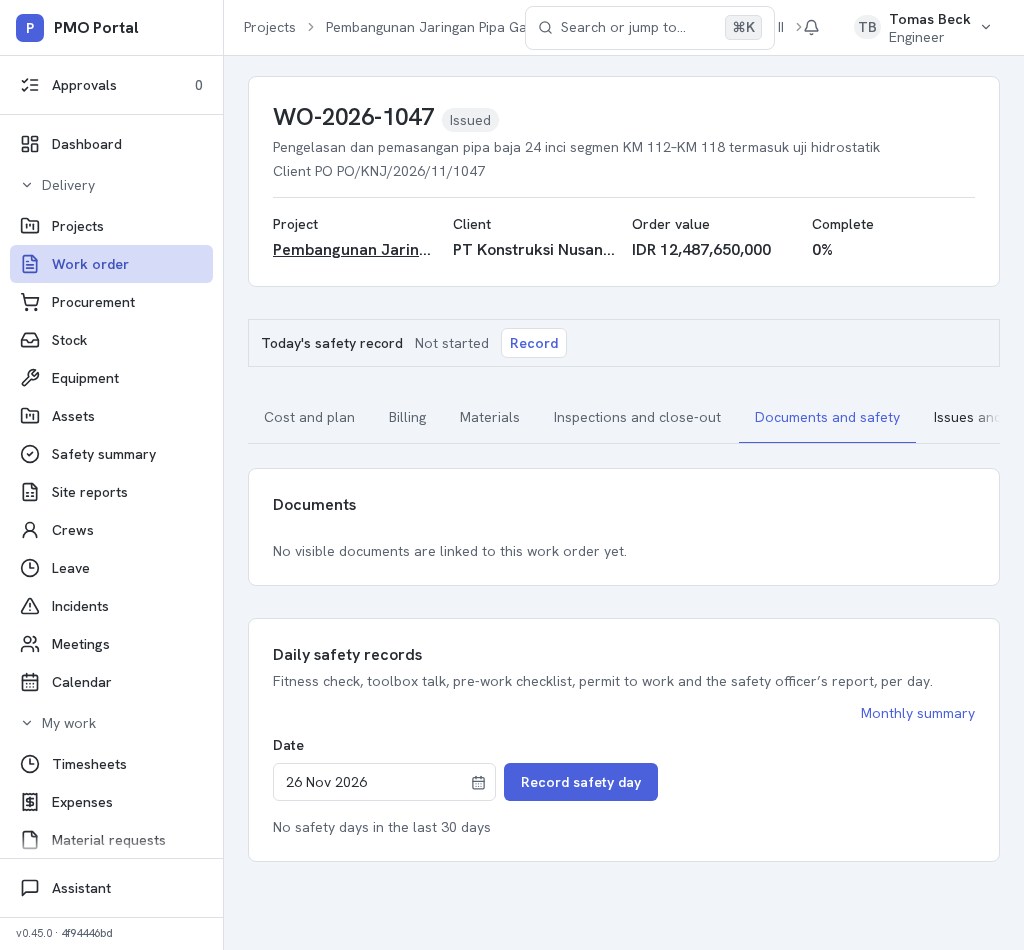 P PMO Portal
Projects > Pembangunan Jaringan Pipa Ga
Search or jump to...
⌘K
II >
TB
Tomas Beck
Engineer
Approvals 0
Dashboard
Delivery
Projects
Work order
Procurement
Stock
Equipment
Assets
Safety summary
Site reports
Crews
Leave
Incidents
Meetings
Calendar
My work
Timesheets
Expenses
Material requests
Assistant
v0.45.0 · 4f94446bd
WO-2026-1047 Issued
Pengelasan dan pemasangan pipa baja 24 inci segmen KM 112–KM 118 termasuk uji hidrostatik
Client PO PO/KNJ/2026/11/1047
Project Client Order value Complete
Pembangunan Jarin... PT Konstruksi Nusan... IDR 12,487,650,000 0%
Today's safety record Not started Record
Cost and plan Billing Materials Inspections and close-out Documents and safety Issues and
Documents
No visible documents are linked to this work order yet.
Daily safety records
Fitness check, toolbox talk, pre-work checklist, permit to work and the safety officer’s report, per day.
Monthly summary
Date
26 Nov 2026 Record safety day
No safety days in the last 30 days